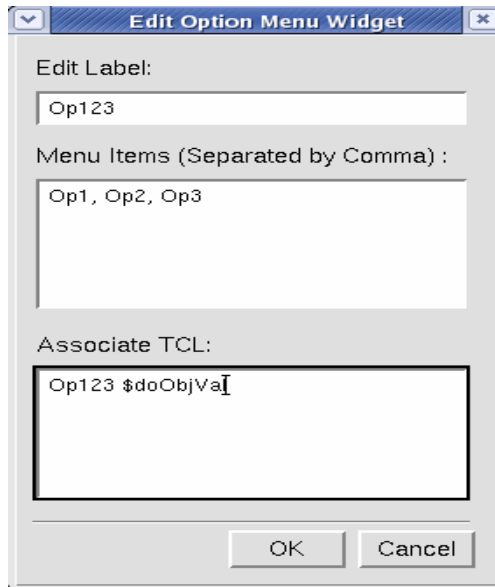 Edit Option Menu Widget
Edit Label:
Op123
Menu Items (Separated by Comma) :
Op1, Op2, Op3
Associate TCL:
Op123 $doObjVal
OK
Cancel